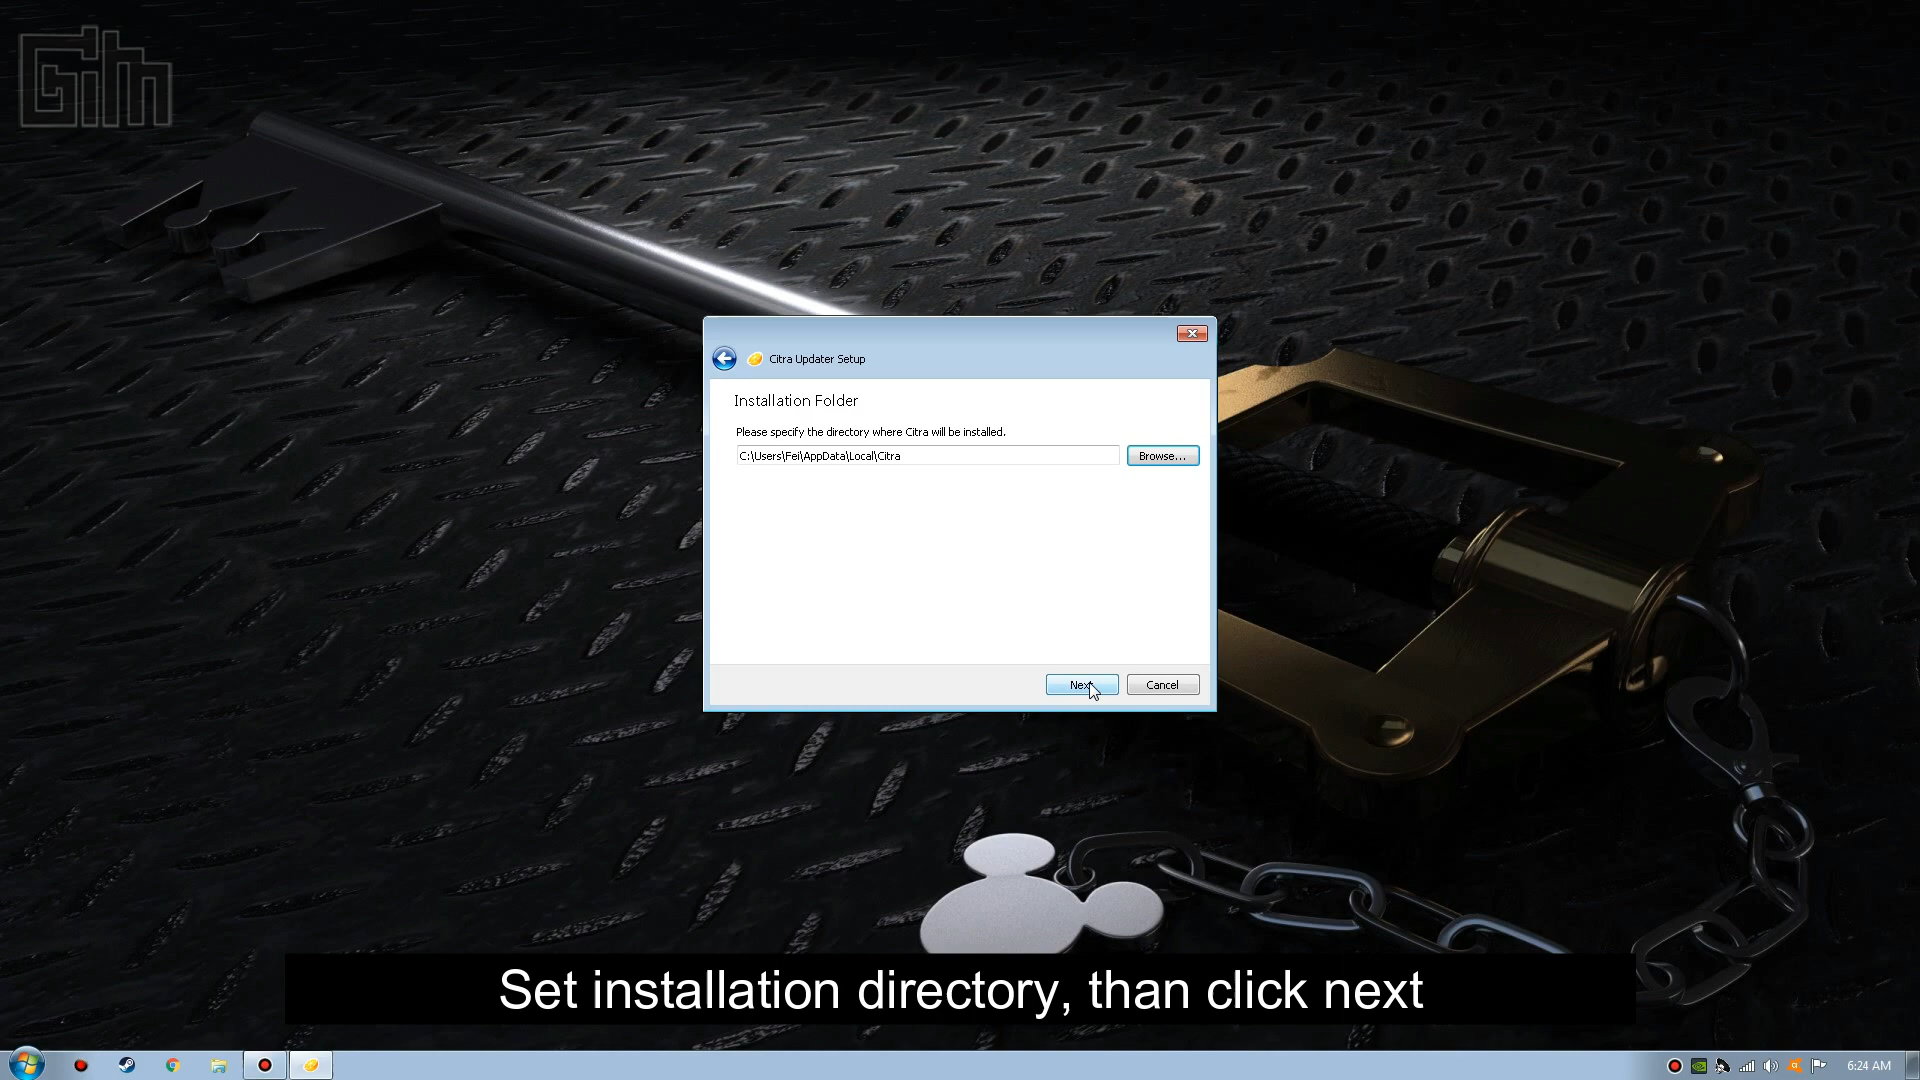 Gilm
Citra Updater Setup
Installation Folder
Please specify the directory where Citra will be installed.
C:\Users\Fei\AppData\Local\Citra
Browse...
Next
Cancel
Set installation directory, than click next
6:24 AM